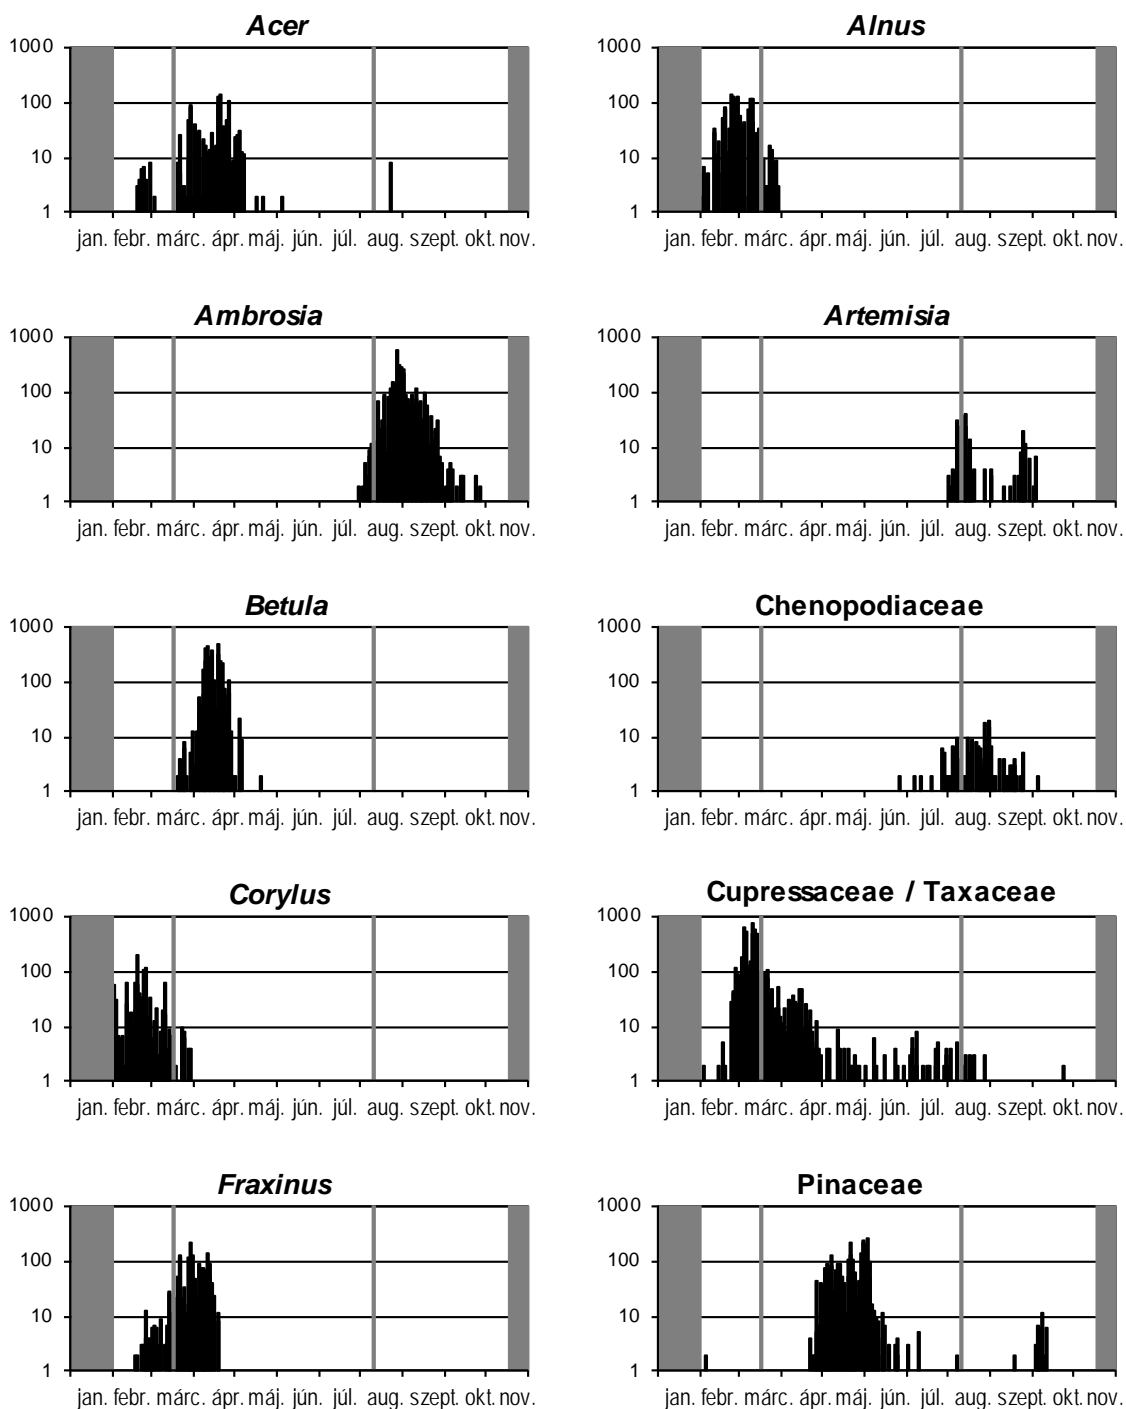 Acer
1000
100
10
1
jan. febr. márc. ápr. máj. jún. júl. aug. szept. okt. nov.
Alnus
1000
100
10
1
jan. febr. márc. ápr. máj. jún. júl. aug. szept. okt. nov.
Ambrosia
1000
100
10
1
jan. febr. márc. ápr. máj. jún. júl. aug. szept. okt. nov.
Artemisia
1000
100
10
1
jan. febr. márc. ápr. máj. jún. júl. aug. szept. okt. nov.
Betula
1000
100
10
1
jan. febr. márc. ápr. máj. jún. júl. aug. szept. okt. nov.
Chenopodiaceae
1000
100
10
1
jan. febr. márc. ápr. máj. jún. júl. aug. szept. okt. nov.
Corylus
1000
100
10
1
jan. febr. márc. ápr. máj. jún. júl. aug. szept. okt. nov.
Cupressaceae / Taxaceae
1000
100
10
1
jan. febr. márc. ápr. máj. jún. júl. aug. szept. okt. nov.
Fraxinus
1000
100
10
1
jan. febr. márc. ápr. máj. jún. júl. aug. szept. okt. nov.
Pinaceae
1000
100
10
1
jan. febr. márc. ápr. máj. jún. júl. aug. szept. okt. nov.